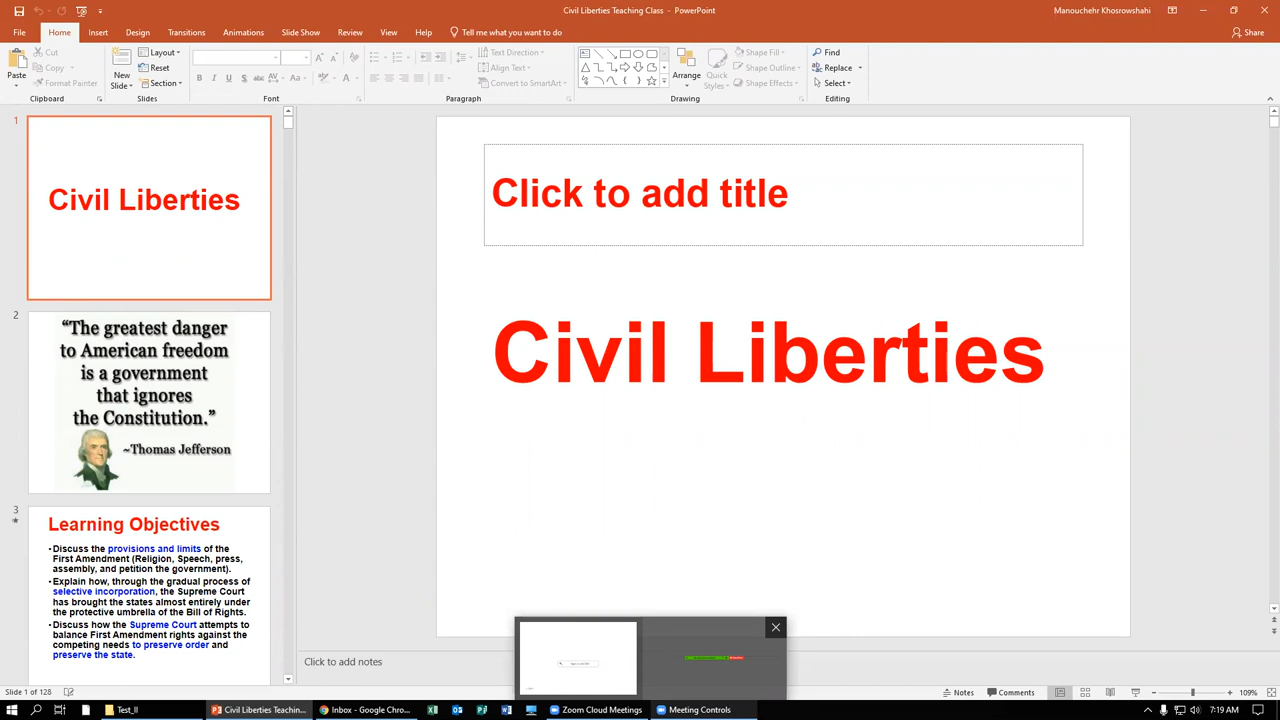 Civil Liberties Teaching Class - PowerPoint
Manouchehr Khosrowshahi
File Home Insert Design Transitions Animations Slide Show Review View Help Tell me what you want to do
Share
Paste
Cut
Copy
Format Painter
Clipboard
New
Slide
Layout
Reset
Section
Slides
B I U S abc AV Aa A
Font
Text Direction
Align Text
Convert to SmartArt
Paragraph
Arrange
Quick
Styles
Shape Fill
Shape Outline
Shape Effects
Drawing
Find
Replace
Select
Editing
1
Civil Liberties
2
“The greatest danger
to American freedom
is a government
that ignores
the Constitution.”
~Thomas Jefferson
3
Learning Objectives
• Discuss the provisions and limits of the
First Amendment (Religion, Speech, press,
assembly, and petition the government).
• Explain how, through the gradual process of
selective incorporation, the Supreme Court
has brought the states almost entirely under
the protective umbrella of the Bill of Rights.
• Discuss how the Supreme Court attempts to
balance First Amendment rights against the
competing needs to preserve order and
preserve the state.
Click to add title
Civil Liberties
Click to add notes
Slide 1 of 128
Notes
Comments
109%
Test_II
Civil Liberties Teachin...
Inbox - Google Chro...
Zoom Cloud Meetings
Meeting Controls
7:19 AM